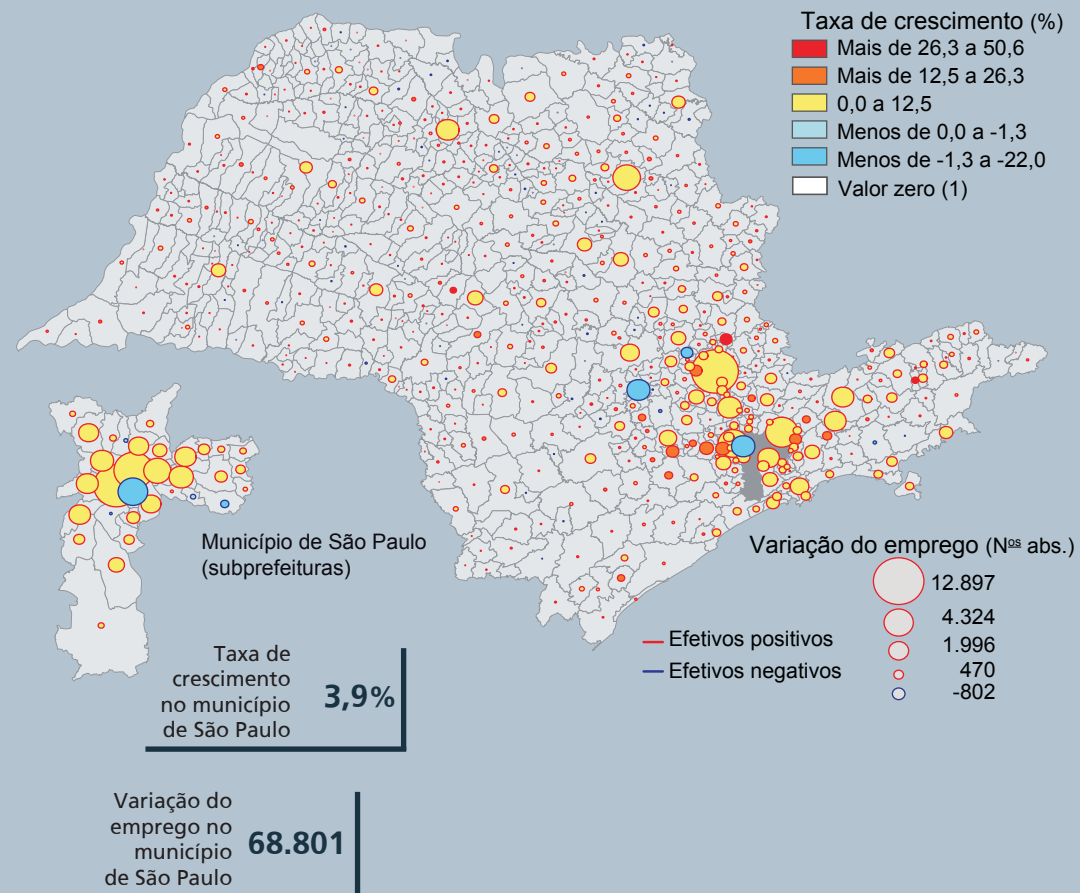 Taxa de crescimento (%)
Mais de 26,3 a 50,6
Mais de 12,5 a 26,3
0,0 a 12,5
Menos de 0,0 a -1,3
Menos de -1,3 a -22,0
Valor zero (1)
Município de São Paulo
(subprefeituras)
Variação do emprego (Nos abs.)
12.897
4.324
1.996
470
-802
Efetivos positivos
Efetivos negativos
Taxa de
crescimento
no município
de São Paulo
3,9%
Variação do
emprego no
município
de São Paulo
68.801